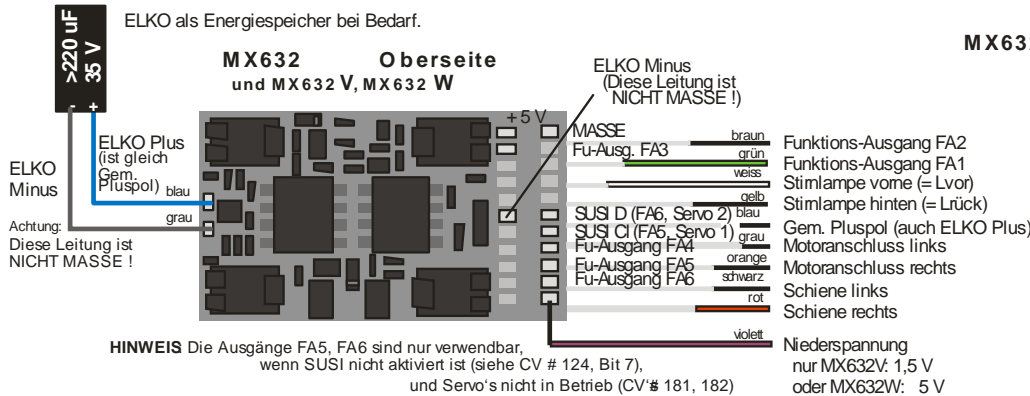 ELKO als Energiespeicher bei Bedarf.
>220 uF
35 V
- +
MX632 Oberseite
und MX632 V, MX632 W
MX632
ELKO Minus
(Diese Leitung ist
NICHT MASSE !)
ELKO Plus
(ist gleich
Gem.
Pluspol)
blau
grau
ELKO
Minus
Achtung:
Diese Leitung ist
NICHT MASSE !
+ 5 V
MASSE
Fu-Ausg. FA3
SUSI D (FA6, Servo 2)
SUSI Cl (FA5, Servo 1)
Fu-Ausgang FA4
Fu-Ausgang FA5
Fu-Ausgang FA6
braun Funktions-Ausgang FA2
grün Funktions-Ausgang FA1
weiss Stirnlampe vorne (= Lvor)
gelb Stirnlampe hinten (= Lrück)
blau Gem. Pluspol (auch ELKO Plus)
grau Motoranschluss links
orange Motoranschluss rechts
schwarz Schiene links
rot Schiene rechts
violett Niederspannung
nur MX632V: 1,5 V
oder MX632W: 5 V
HINWEIS: Die Ausgänge FA5, FA6 sind nur verwendbar,
wenn SUSI nicht aktiviert ist (siehe CV # 124, Bit 7),
und Servo's nicht in Betrieb (CV's # 181, 182)